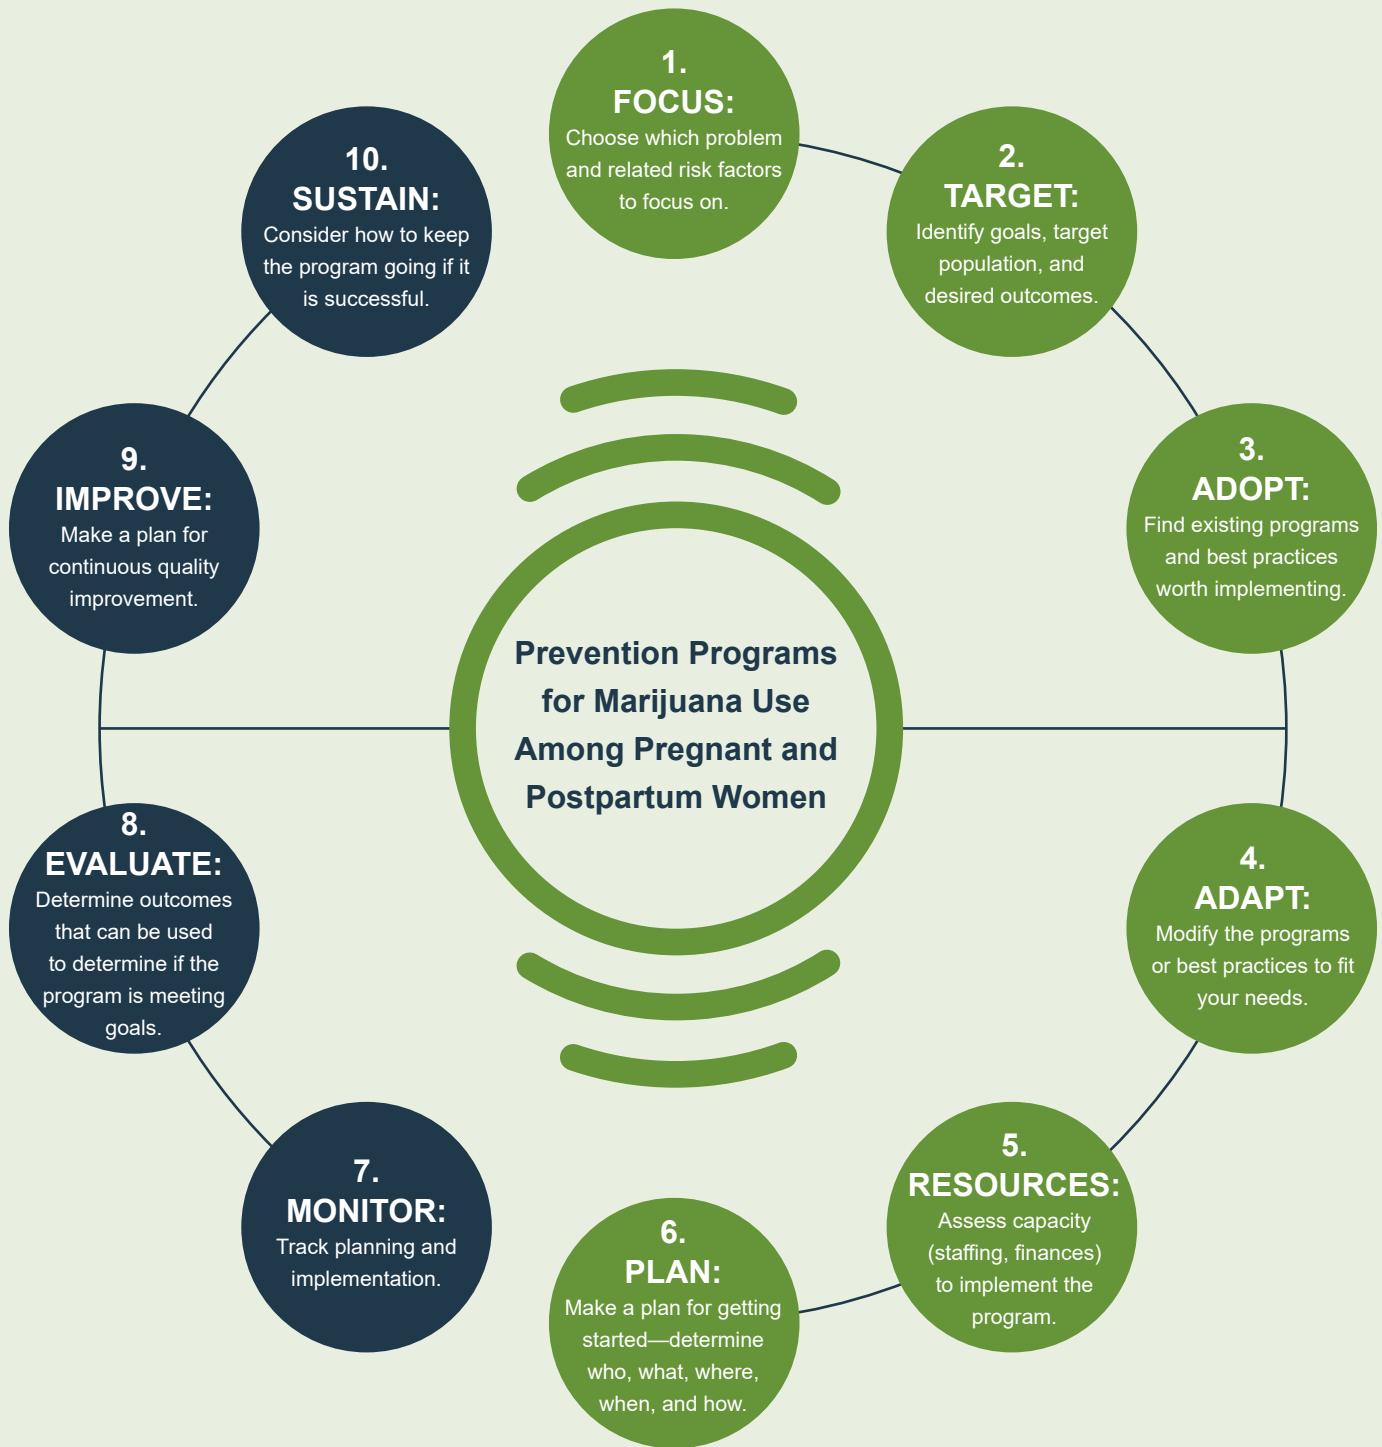 1.
FOCUS:
Choose which problem
and related risk factors
to focus on.
2.
TARGET:
Identify goals, target
population, and
desired outcomes.
3.
ADOPT:
Find existing programs
and best practices
worth implementing.
4.
ADAPT:
Modify the programs
or best practices to fit
your needs.
5.
RESOURCES:
Assess capacity
(staffing, finances)
to implement the
program.
6.
PLAN:
Make a plan for getting
started—determine
who, what, where,
when, and how.
7.
MONITOR:
Track planning and
implementation.
8.
EVALUATE:
Determine outcomes
that can be used
to determine if the
program is meeting
goals.
9.
IMPROVE:
Make a plan for
continuous quality
improvement.
10.
SUSTAIN:
Consider how to keep
the program going if it
is successful.
Prevention Programs
for Marijuana Use
Among Pregnant and
Postpartum Women